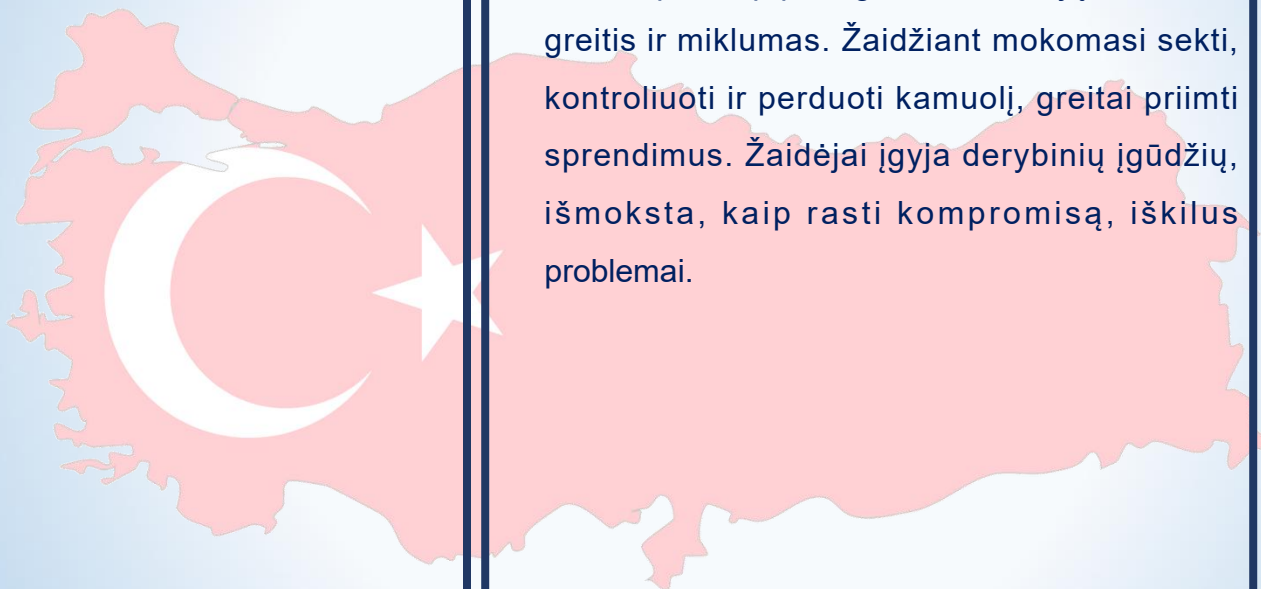 greitis ir miklumas. Žaidžiant mokomasi sekti,
kontroliuoti ir perduoti kamuolį, greitai priimti
sprendimus. Žaidėjai įgyja derybinių įgūdžių,
išmoksta, kaip rasti kompromisą, iškilus
problemai.